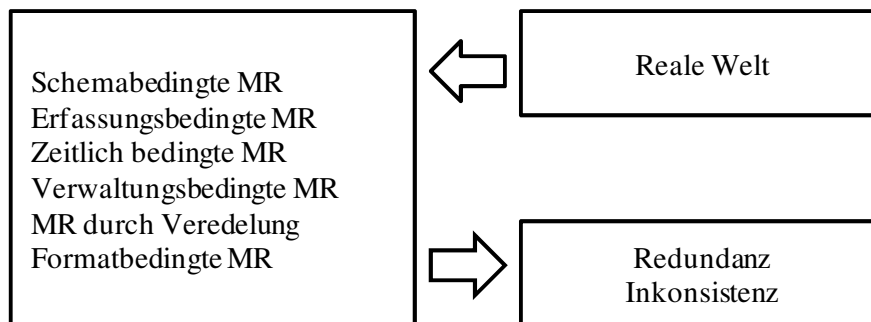 Schemabedingte MR
Erfassungsbedingte MR
Zeitlich bedingte MR
Verwaltungsbedingte MR
MR durch Veredelung
Formatbedingte MR
Reale Welt
Redundanz
Inkonsistenz